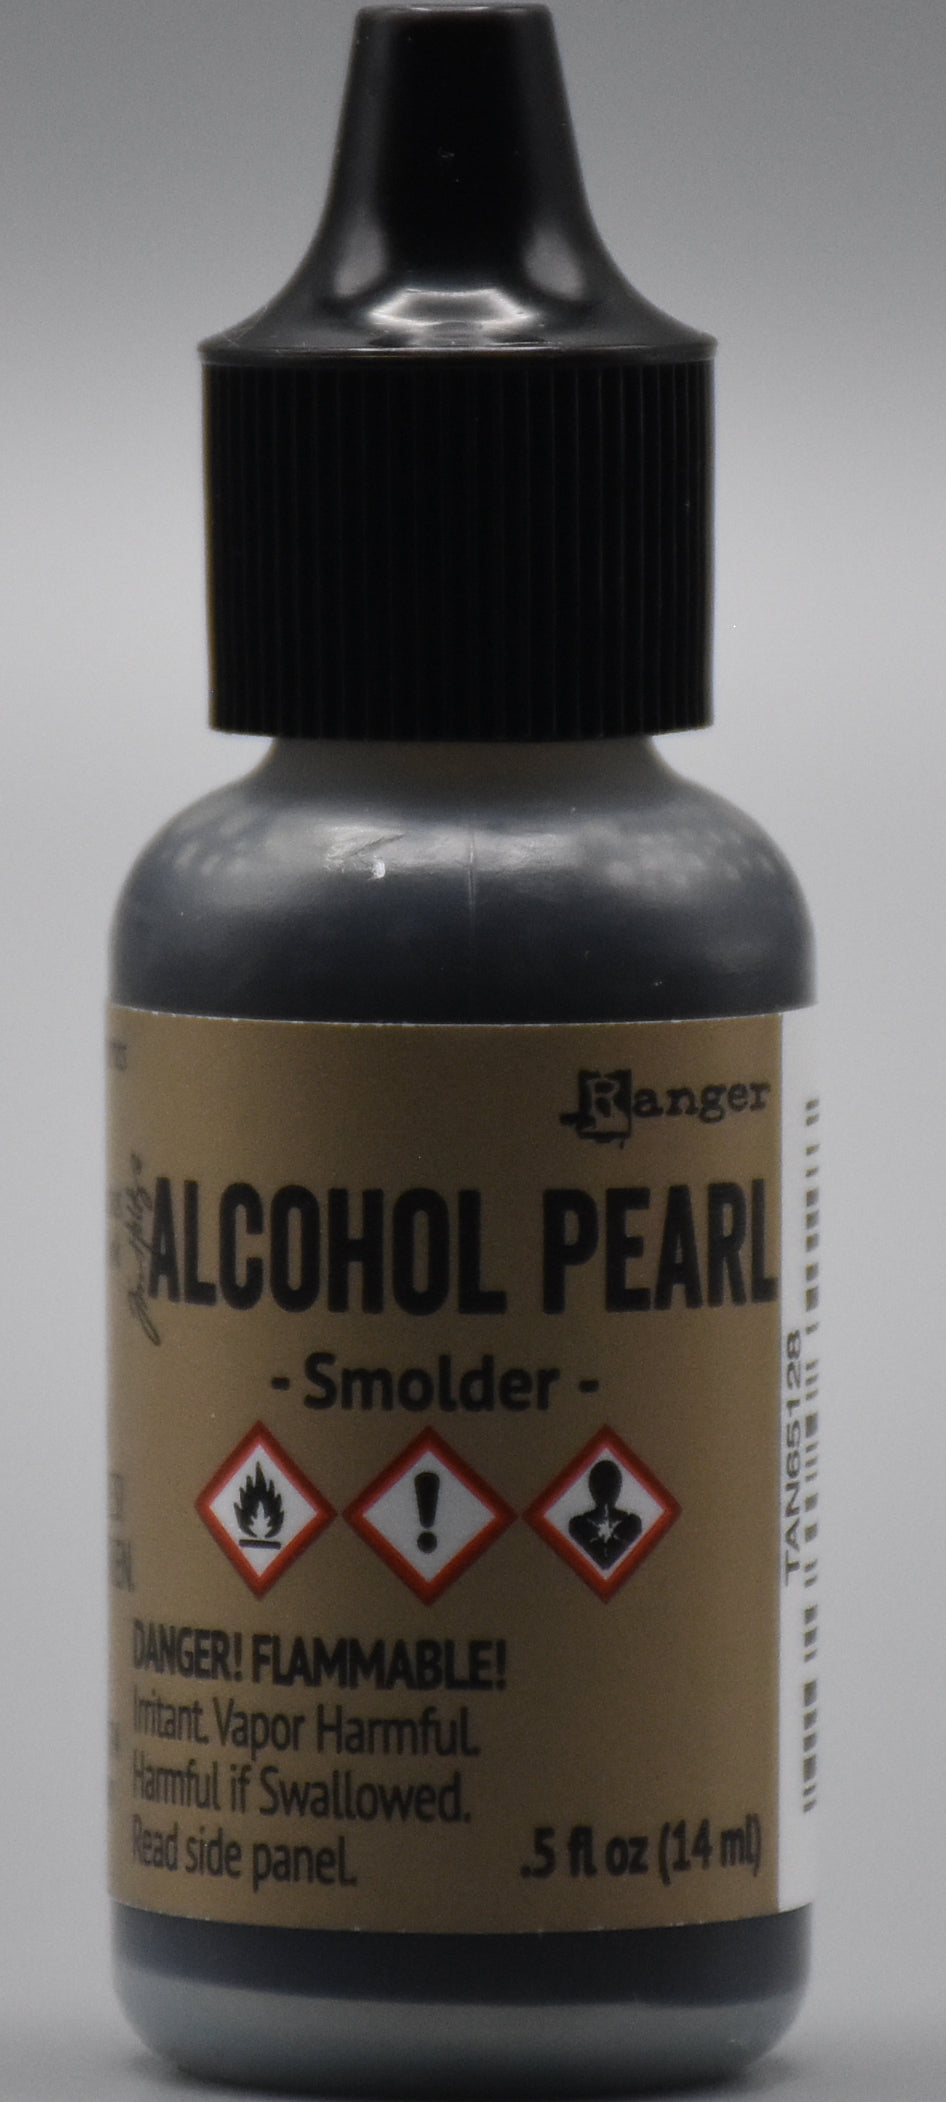 Ranger
ALCOHOL PEARL
- Smolder -
DANGER! FLAMMABLE!
Irritant. Vapor Harmful.
Harmful if Swallowed.
Read side panel.
.5 fl oz (14 ml)
TAN65128